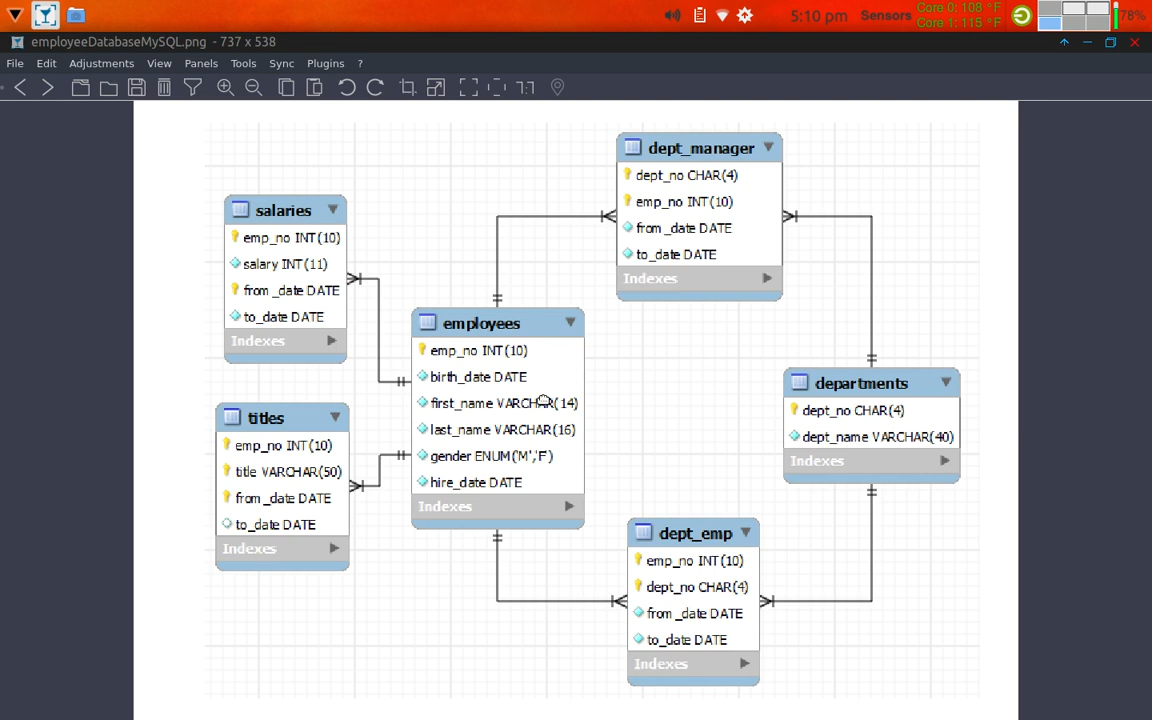 5:10 pm
Sensors
Core 0: 108 °F
Core 1: 115 °F
78%
employeeDatabaseMySQL.png - 737 x 538
File Edit Adjustments View Panels Tools Sync Plugins ?
1:1
dept_manager
dept_no CHAR(4)
emp_no INT(10)
from_date DATE
to_date DATE
Indexes
salaries
emp_no INT(10)
salary INT(11)
from_date DATE
to_date DATE
Indexes
employees
emp_no INT(10)
birth_date DATE
first_name VARCHAR(14)
last_name VARCHAR(16)
gender ENUM('M','F')
hire_date DATE
Indexes
departments
dept_no CHAR(4)
dept_name VARCHAR(40)
Indexes
titles
emp_no INT(10)
title VARCHAR(50)
from_date DATE
to_date DATE
Indexes
dept_emp
emp_no INT(10)
dept_no CHAR(4)
from_date DATE
to_date DATE
Indexes